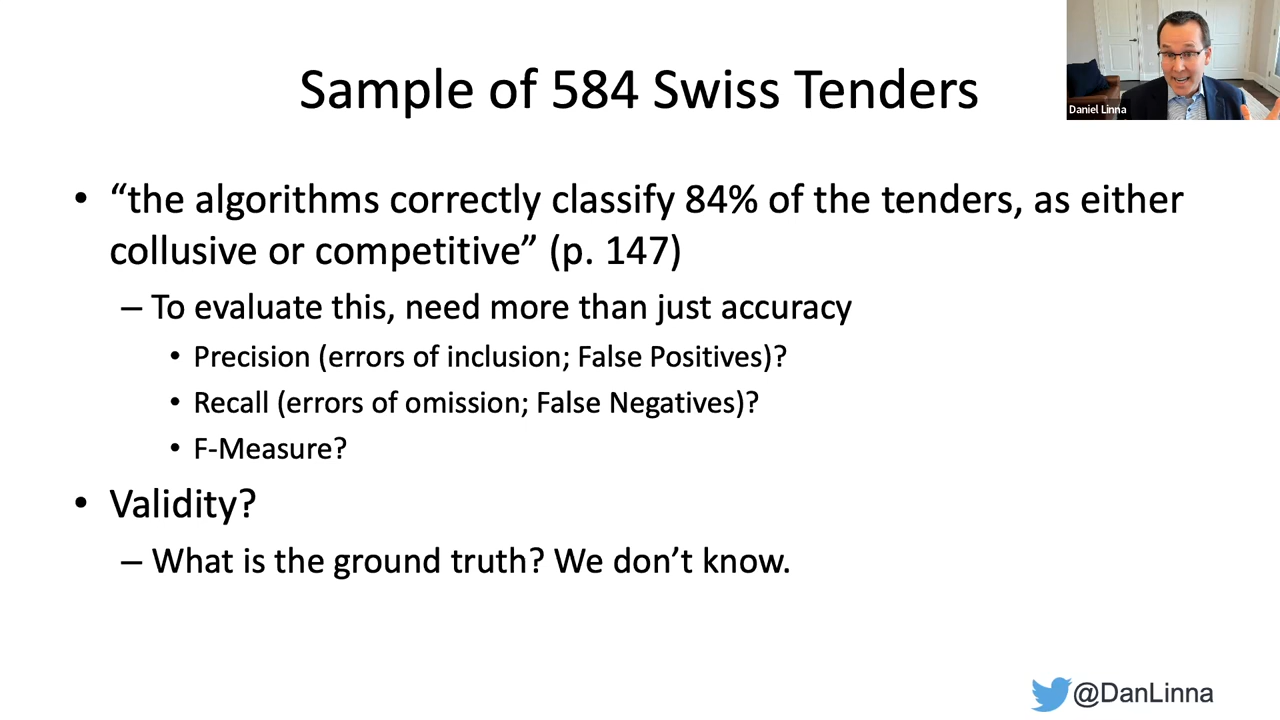 Sample of 584 Swiss Tenders
Daniel Linna
• “the algorithms correctly classify 84% of the tenders, as either
collusive or competitive” (p. 147)
– To evaluate this, need more than just accuracy
• Precision (errors of inclusion; False Positives)?
• Recall (errors of omission; False Negatives)?
• F-Measure?
• Validity?
– What is the ground truth? We don’t know.
@DanLinna